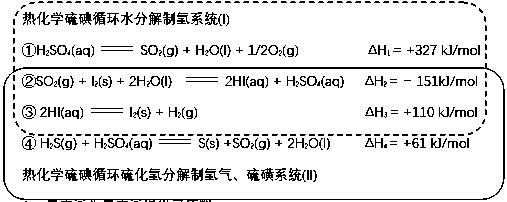 热化学硫碘循环水分解制氢系统(I)
①H₂SO₄(aq) ═══ SO₂(g) + H₂O(l) + 1/2O₂(g) ΔH₁ = +327 kJ/mol
②SO₂(g) + I₂(s) + 2H₂O(l) ═══ 2HI(aq) + H₂SO₄(aq) ΔH₂ = − 151kJ/mol
③ 2HI(aq) ═══ I₂(s) + H₂(g) ΔH₃ = +110 kJ/mol
④ H₂S(g) + H₂SO₄(aq) ═══ S(s) +SO₂(g) + 2H₂O(l) ΔH₄ = +61 kJ/mol
热化学硫碘循环硫化氢分解制氢气、硫磺系统(II)